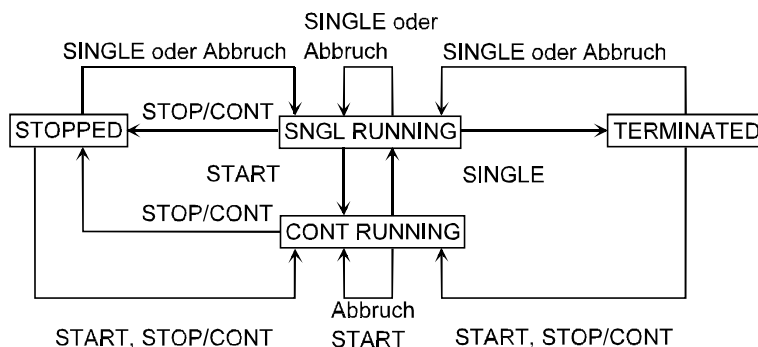 SINGLE oder
Abbruch
SINGLE oder Abbruch
SINGLE oder Abbruch
STOP/CONT
STOPPED
SNGL RUNNING
TERMINATED
START
SINGLE
STOP/CONT
CONT RUNNING
Abbruch
START
START, STOP/CONT
START, STOP/CONT